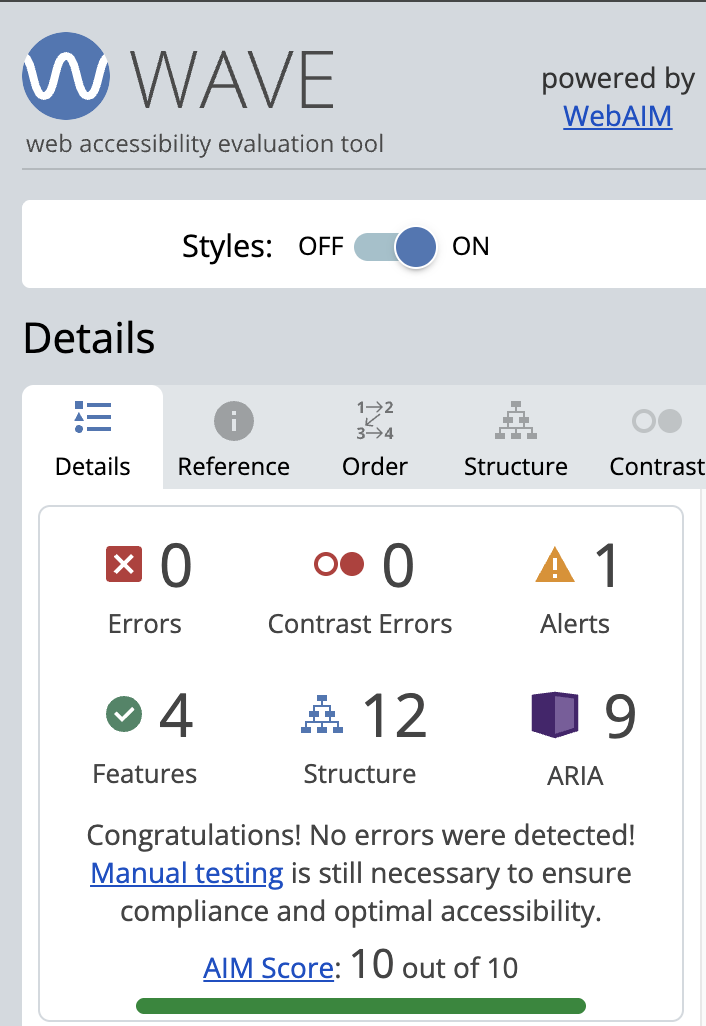 WAVE
powered by
WebAIM
web accessibility evaluation tool
Styles: OFF ON
Details
1→2
3→4
Details Reference Order Structure Contrast
0 0 1
Errors Contrast Errors Alerts
4 12 9
Features Structure ARIA
Congratulations! No errors were detected!
Manual testing is still necessary to ensure
compliance and optimal accessibility.
AIM Score: 10 out of 10